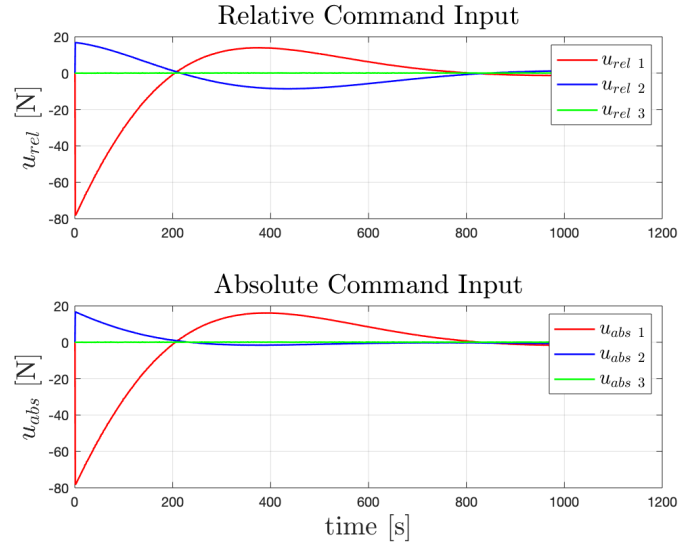 Relative Command Input
20
0
-20
-40
-60
-80
u_rel [N]
u_rel 1
u_rel 2
u_rel 3
0 200 400 600 800 1000 1200
Absolute Command Input
20
0
-20
-40
-60
-80
u_abs [N]
u_abs 1
u_abs 2
u_abs 3
0 200 400 600 800 1000 1200
time [s]